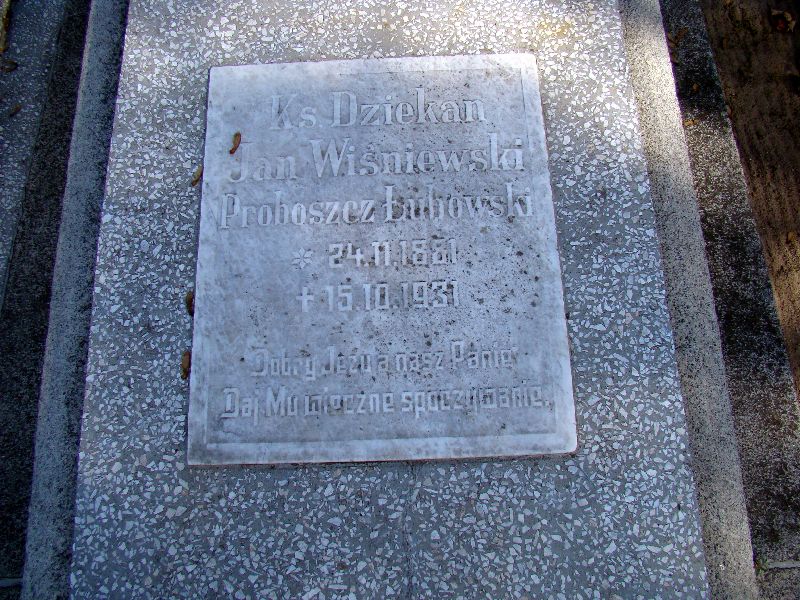 Ks Dziekan
Jan Wiśniewski
Proboszcz Łubowski
* 24.11.1881
† 15.10.1931
Dobry Jezu a nasz Panie
Daj Mu wieczne spoczywanie.